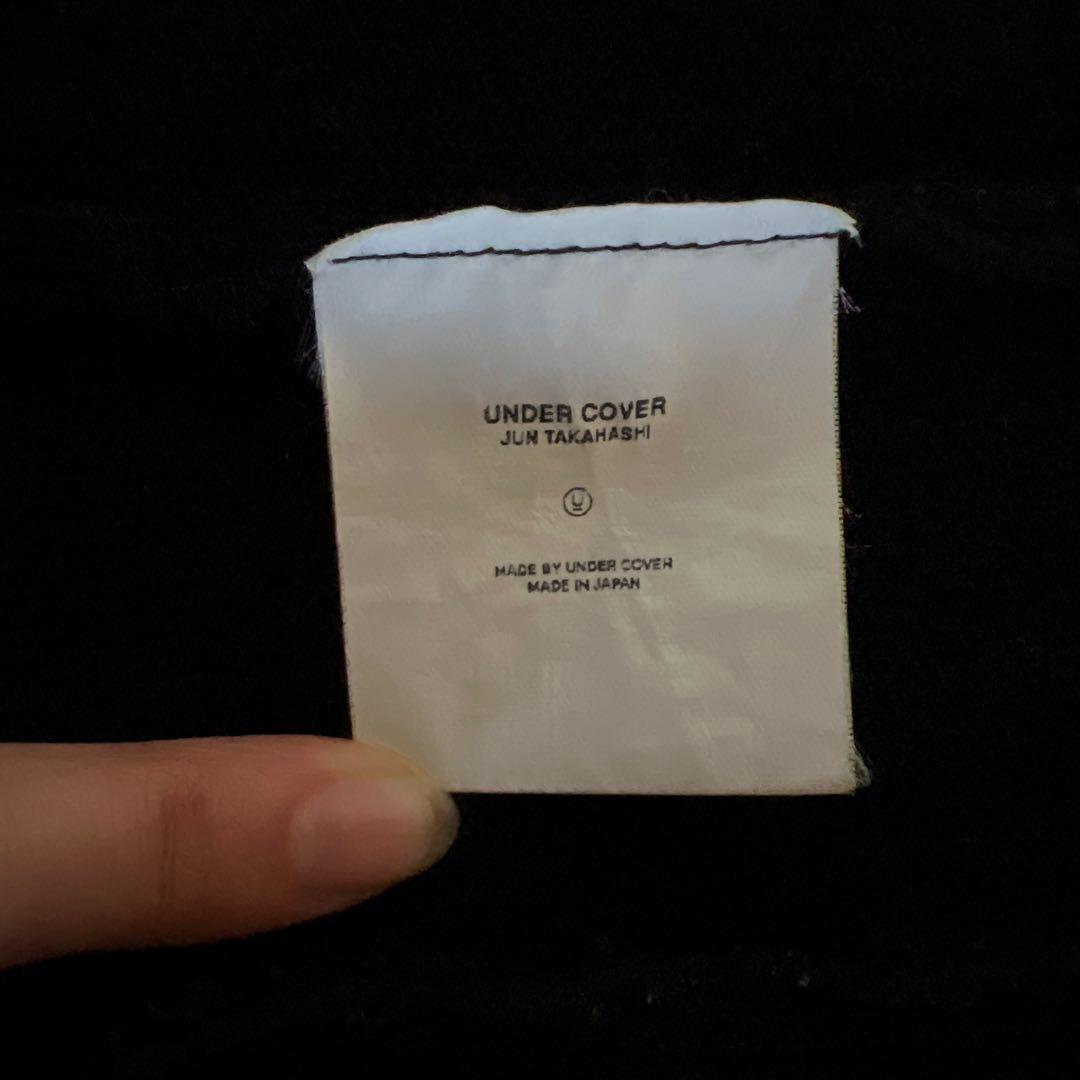 UNDER COVER
JUN TAKAHASHI
U
MADE BY UNDER COVER
MADE IN JAPAN